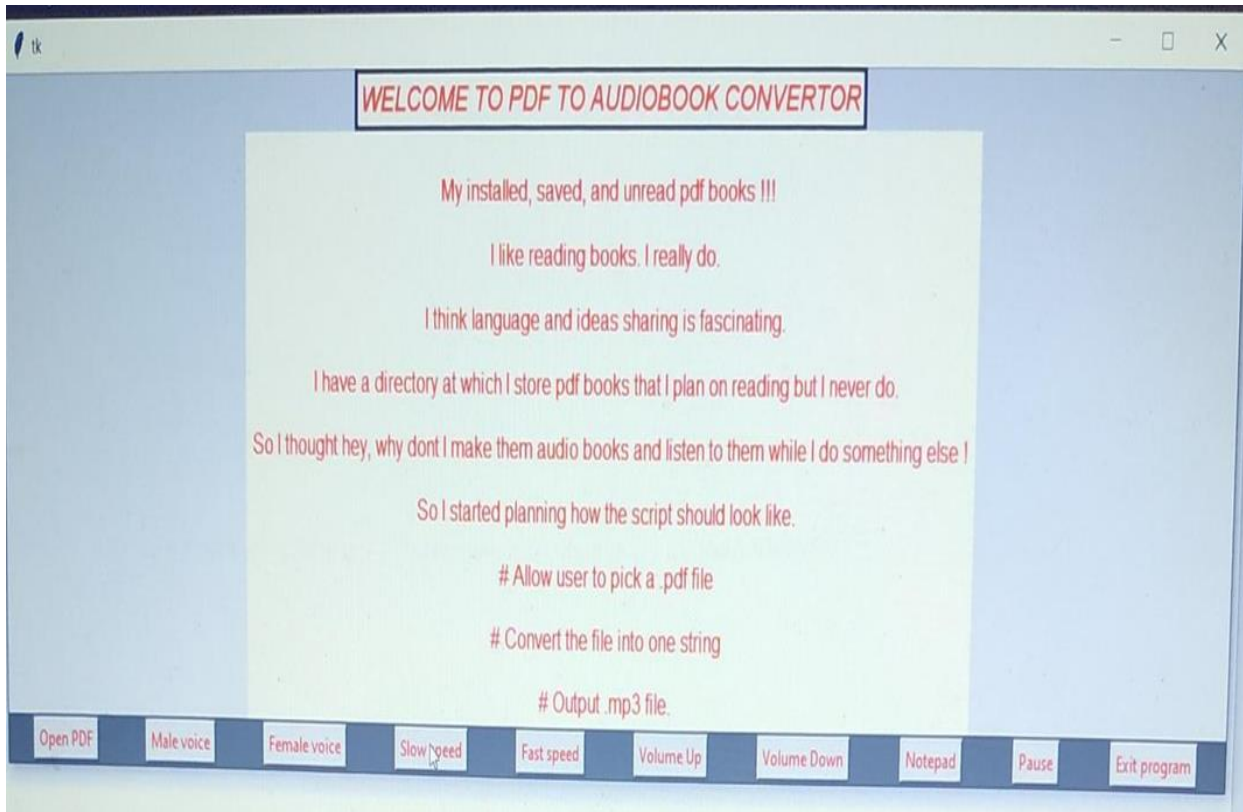 tk
WELCOME TO PDF TO AUDIOBOOK CONVERTOR
My installed, saved, and unread pdf books !!!
I like reading books. I really do.
I think language and ideas sharing is fascinating.
I have a directory at which I store pdf books that I plan on reading but I never do.
So I thought hey, why dont I make them audio books and listen to them while I do something else !
So I started planning how the script should look like.
# Allow user to pick a .pdf file
# Convert the file into one string
# Output .mp3 file.
Open PDF Male voice Female voice Slow speed Fast speed Volume Up Volume Down Notepad Pause Exit program